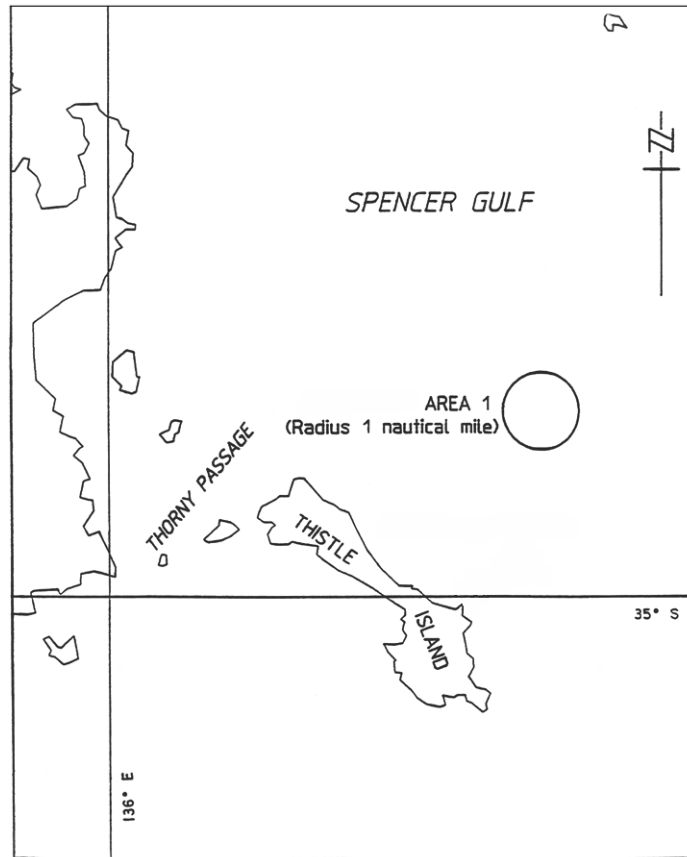 SPENCER GULF
AREA 1
(Radius 1 nautical mile)
THORNY PASSAGE
THISTLE
ISLAND
35° S
136° E